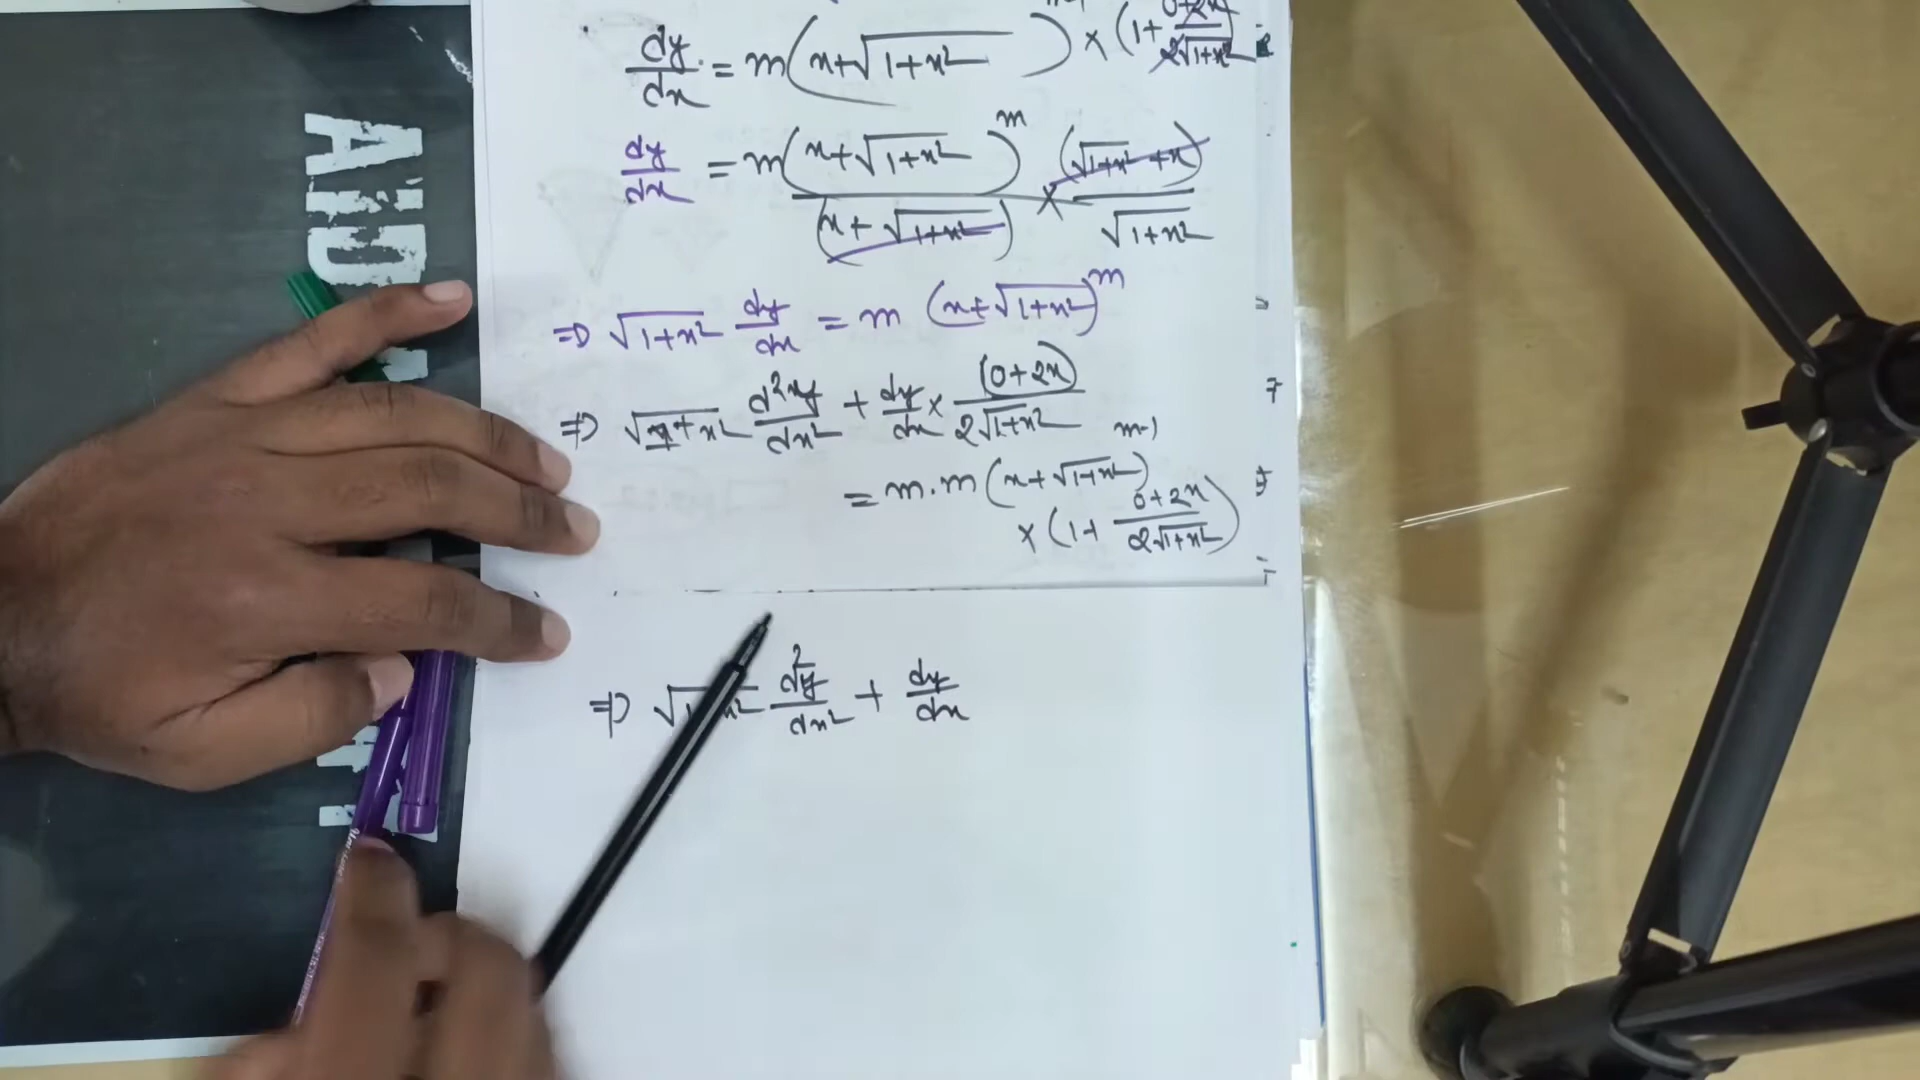 dy/dx = m(x+√1+x²) × (1+ 0+2x/2√1+x²)
dy/dx = m(x+√1+x²)^m/(x+√1+x²) × (√1+x² +x)/√1+x²
⇒ √1+x² dy/dx = m (x+√1+x²)^m
⇒ √1+x² d²y/dx² + dy/dx × (0+2x)/2√1+x²
= m.m (x+√1+x²)^m-1
× (1+ 0+2x/2√1+x²)
⇒ √1+x² d²y/dx² + dy/dx